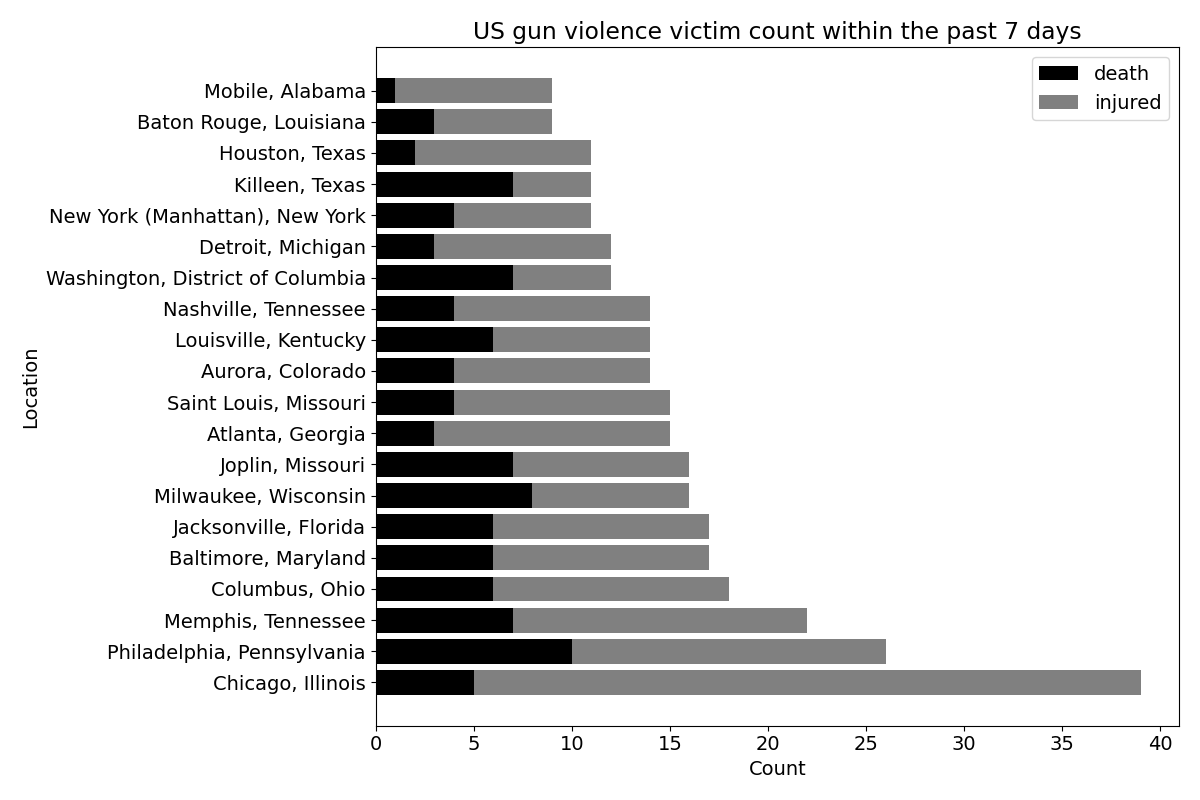 US gun violence victim count within the past 7 days
death
injured
Mobile, Alabama
Baton Rouge, Louisiana
Houston, Texas
Killeen, Texas
New York (Manhattan), New York
Detroit, Michigan
Washington, District of Columbia
Nashville, Tennessee
Louisville, Kentucky
Aurora, Colorado
Saint Louis, Missouri
Atlanta, Georgia
Joplin, Missouri
Milwaukee, Wisconsin
Jacksonville, Florida
Baltimore, Maryland
Columbus, Ohio
Memphis, Tennessee
Philadelphia, Pennsylvania
Chicago, Illinois
Location
0 5 10 15 20 25 30 35 40
Count